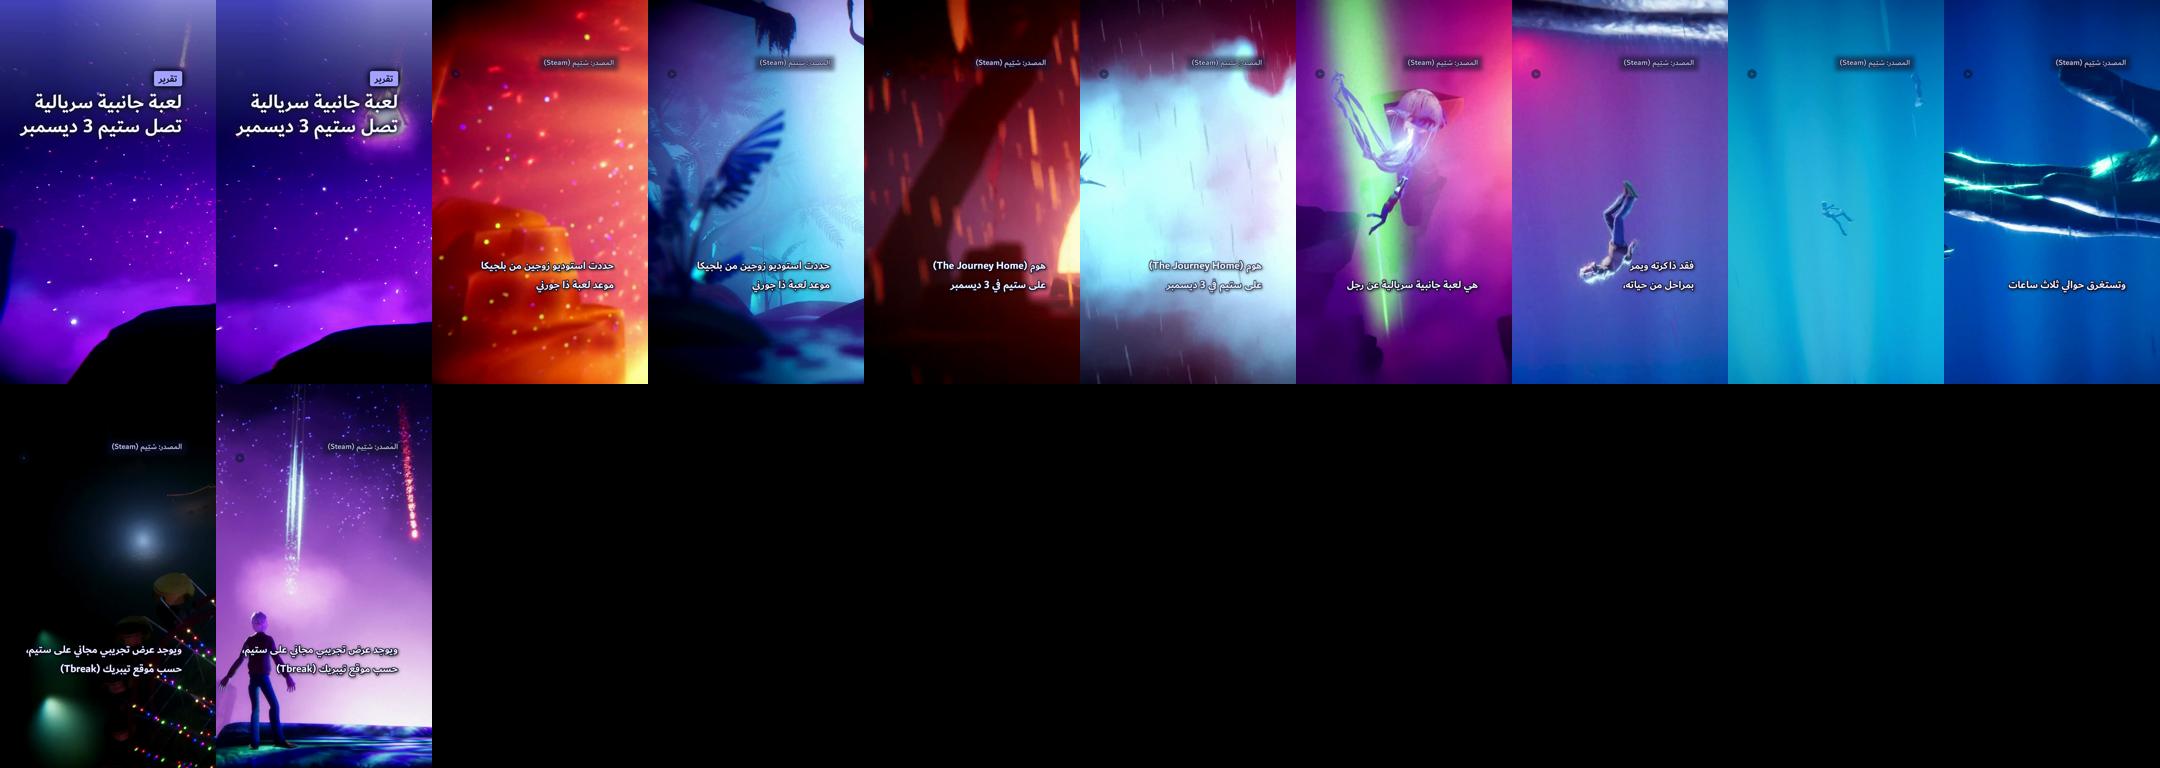 تقرير
لعبة جانبية سريالية
تصل ستيم 3 ديسمبر
تقرير
لعبة جانبية سريالية
تصل ستيم 3 ديسمبر
المصدر: ستيم (Steam)
حددت استوديو زوجين من بلجيكا
موعد لعبة ذا جورني
المصدر: ستيم (Steam)
حددت استوديو زوجين من بلجيكا
موعد لعبة ذا جورني
المصدر: ستيم (Steam)
هوم (The Journey Home)
على ستيم في 3 ديسمبر
المصدر: ستيم (Steam)
هوم (The Journey Home)
على ستيم في 3 ديسمبر
المصدر: ستيم (Steam)
هي لعبة جانبية سريالية عن رجل
المصدر: ستيم (Steam)
فقد ذاكرته ويمر
بمراحل من حياته،
المصدر: ستيم (Steam)
المصدر: ستيم (Steam)
وتستغرق حوالي ثلاث ساعات
المصدر: ستيم (Steam)
ويوجد عرض تجريبي مجاني على ستيم،
حسب موقع تيبريك (Tbreak)
المصدر: ستيم (Steam)
ويوجد عرض تجريبي مجاني على ستيم،
حسب موقع تيبريك (Tbreak)